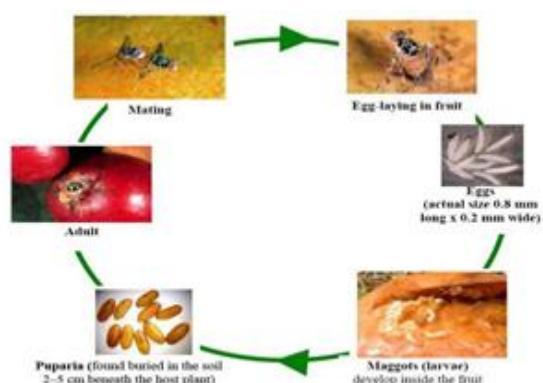 Mating
Egg-laying in fruit
Eggs
(actual size 0.8 mm
long x 0.2 mm wide)
Adult
Puparia (found buried in the soil
2–5 cm beneath the host plant)
Maggots (larvae)
develop inside the fruit